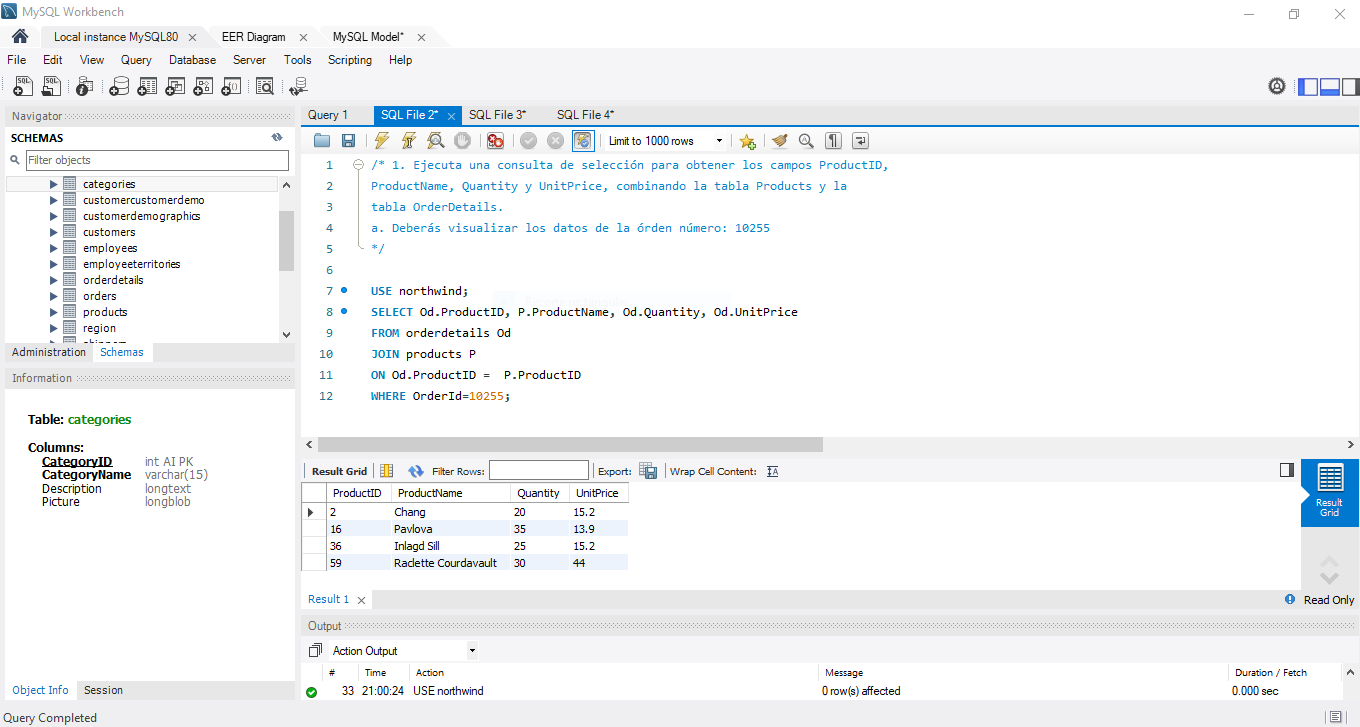 MySQL Workbench
Local instance MySQL80 EER Diagram MySQL Model*
File Edit View Query Database Server Tools Scripting Help
Navigator
SCHEMAS
Filter objects
categories
customercustomerdemo
customerdemographics
customers
employees
employeeterritories
orderdetails
orders
products
region
Administration Schemas
Information
Table: categories
Columns:
CategoryID int AI PK
CategoryName varchar(15)
Description longtext
Picture longblob
Object Info Session
Query 1 SQL File 2* SQL File 3* SQL File 4*
Limit to 1000 rows
1 /* 1. Ejecuta una consulta de selección para obtener los campos ProductID,
2 ProductName, Quantity y UnitPrice, combinando la tabla Products y la
3 tabla OrderDetails.
4 a. Deberás visualizar los datos de la órden número: 10255
5 */
6
7 USE northwind;
8 SELECT Od.ProductID, P.ProductName, Od.Quantity, Od.UnitPrice
9 FROM orderdetails Od
10 JOIN products P
11 ON Od.ProductID = P.ProductID
12 WHERE OrderId=10255;
Result Grid Filter Rows: Export: Wrap Cell Content:
ProductID ProductName Quantity UnitPrice
2 Chang 20 15.2
16 Pavlova 35 13.9
36 Inlagd Sill 25 15.2
59 Raclette Courdavault 30 44
Result Grid
Result 1
Read Only
Output
Action Output
# Time Action Message Duration / Fetch
33 21:00:24 USE northwind 0 row(s) affected 0.000 sec
Query Completed